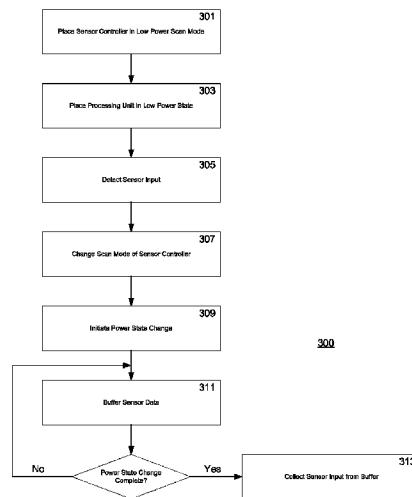 301
Place Sensor Controller in Low Power Scan Mode
303
Place Processing Unit in Low Power State
305
Detect Sensor Input
307
Change Scan Mode of Sensor Controller
309
Initiate Power State Change
300
311
Buffer Sensor Data
No
Power State Change
Complete?
Yes
313
Collect Sensor Input from Buffer